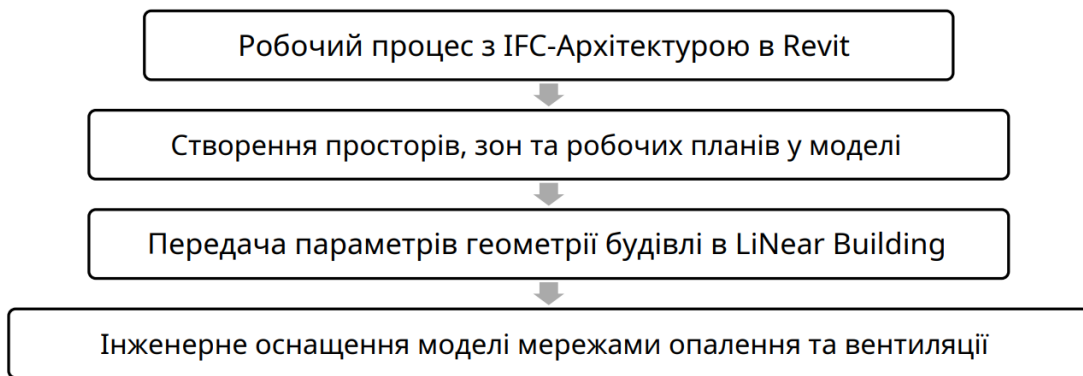 Робочий процес з IFC-Архітектурою в Revit
Створення просторів, зон та робочих планів у моделі
Передача параметрів геометрії будівлі в LiNear Building
Інженерне оснащення моделі мережами опалення та вентиляції